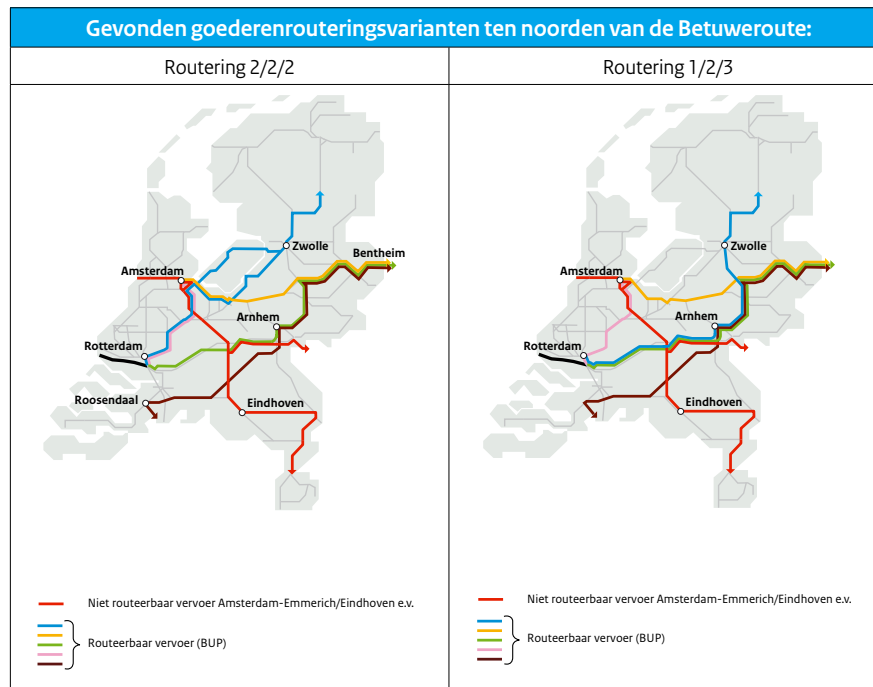 Gevonden goederenrouteringsvarianten ten noorden van de Betuweroute:
Routering 2/2/2
Zwolle
Bentheim
Amsterdam
Arnhem
Rotterdam
Roosendaal
Eindhoven
Niet routeerbaar vervoer Amsterdam-Emmerich/Eindhoven e.v.
Routeerbaar vervoer (BUP)
Routering 1/2/3
Zwolle
Amsterdam
Arnhem
Rotterdam
Eindhoven
Niet routeerbaar vervoer Amsterdam-Emmerich/Eindhoven e.v.
Routeerbaar vervoer (BUP)